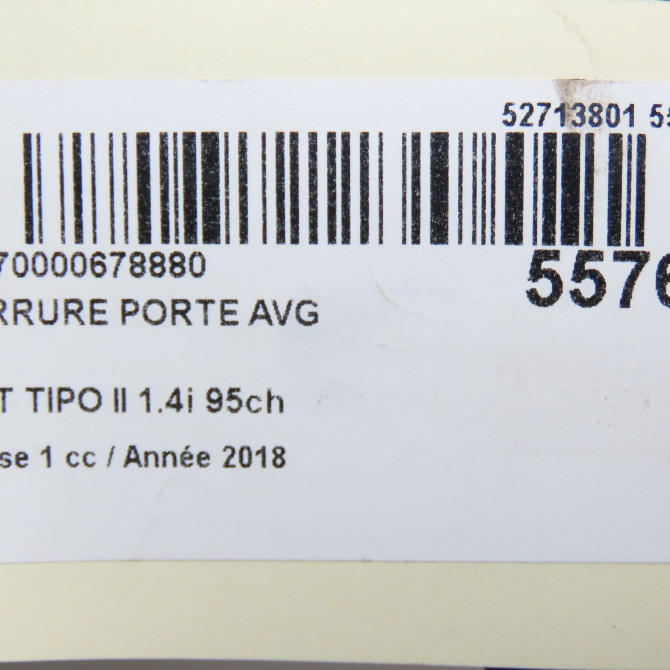 52713801 55
70000678880
5576
RRURE PORTE AVG
T TIPO II 1.4i 95ch
se 1 cc / Année 2018